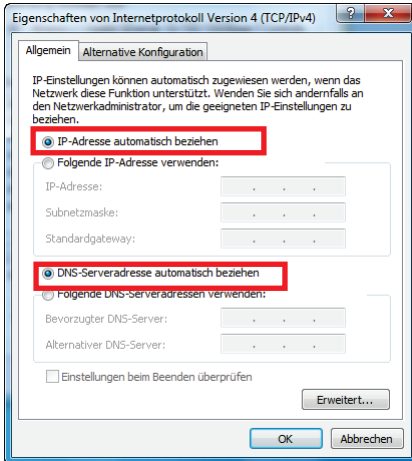 Eigenschaften von Internetprotokoll Version 4 (TCP/IPv4)
Allgemein
Alternative Konfiguration
IP-Einstellungen können automatisch zugewiesen werden, wenn das
Netzwerk diese Funktion unterstützt. Wenden Sie sich andernfalls an
den Netzwerkadministrator, um die geeigneten IP-Einstellungen zu
beziehen.
IP-Adresse automatisch beziehen
Folgende IP-Adresse verwenden:
IP-Adresse:
Subnetzmaske:
Standardgateway:
DNS-Serveradresse automatisch beziehen
Folgende DNS-Serveradressen verwenden:
Bevorzugter DNS-Server:
Alternativer DNS-Server:
Einstellungen beim Beenden überprüfen
Erweitert...
OK
Abbrechen